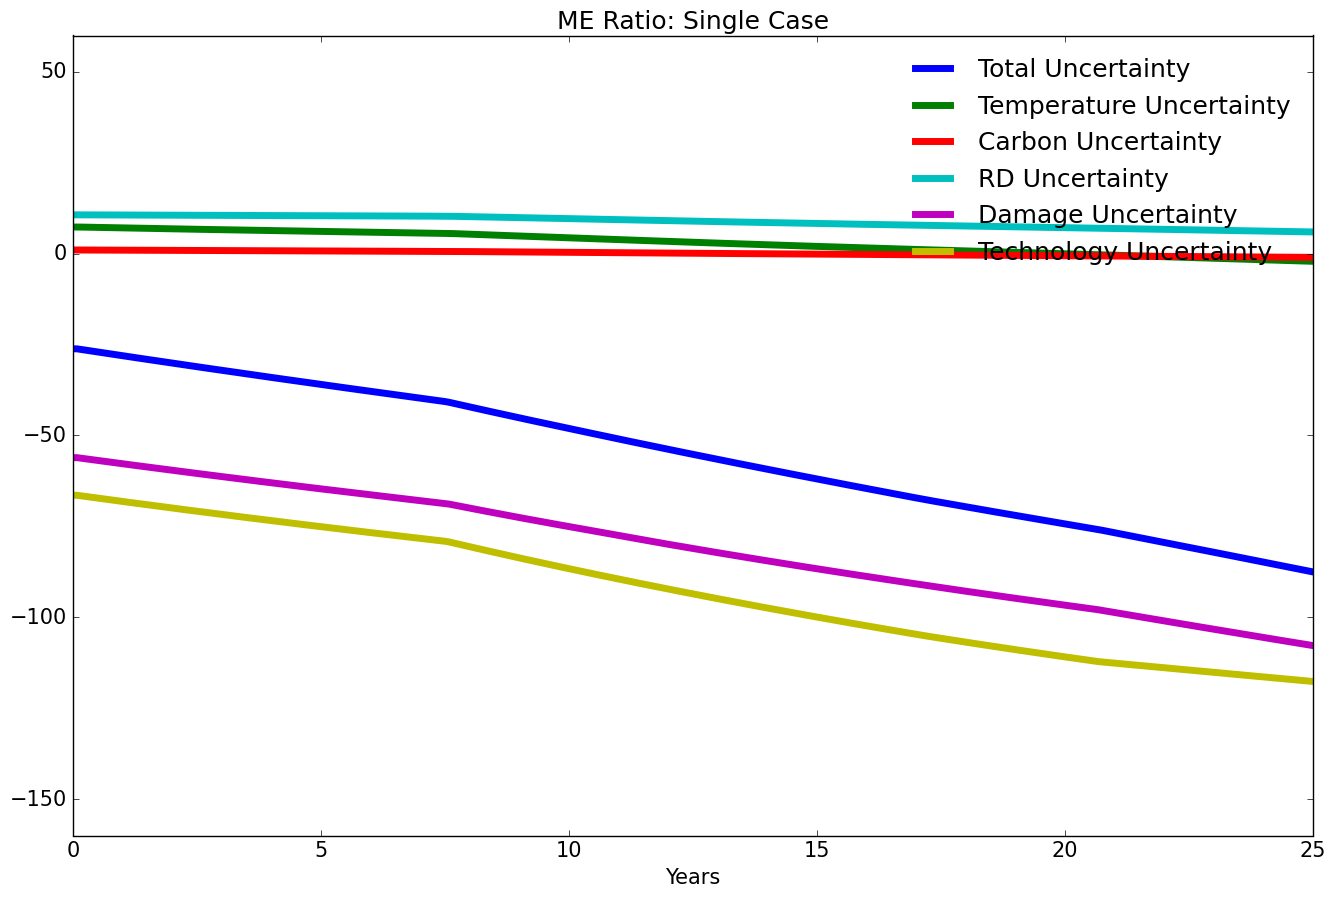 ME Ratio: Single Case
50
0
−50
−100
−150
Total Uncertainty
Temperature Uncertainty
Carbon Uncertainty
RD Uncertainty
Damage Uncertainty
Technology Uncertainty
0 5 10 15 20 25
Years